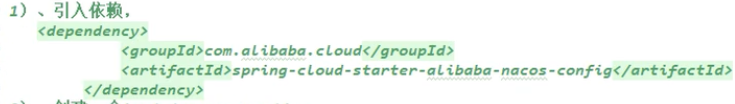 1）、引入依赖，
<dependency>
<groupId>com.alibaba.cloud</groupId>
<artifactId>spring-cloud-starter-alibaba-nacos-config</artifactId>
</dependency>